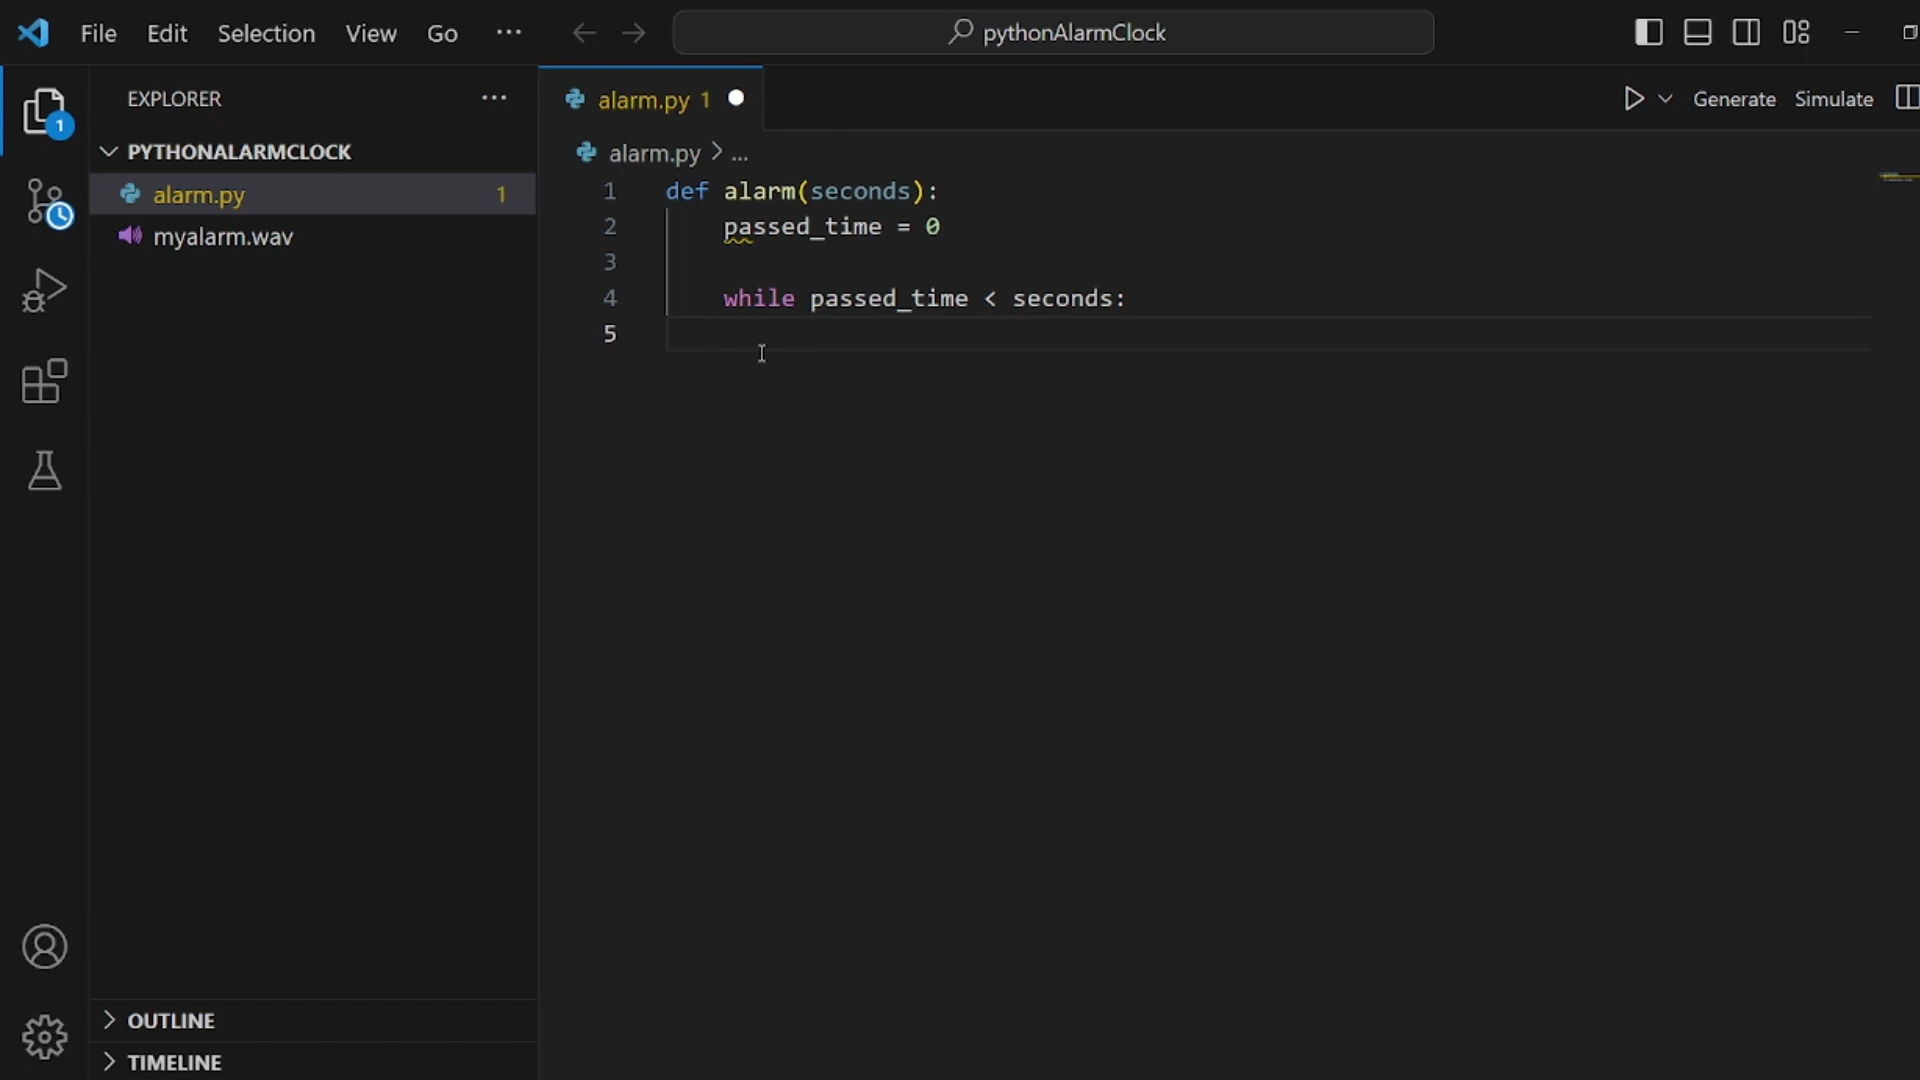 File Edit Selection View Go ... pythonAlarmClock
EXPLORER ...
alarm.py 1
Generate Simulate
1
PYTHONALARMCLOCK
alarm.py > ...
alarm.py 1
myalarm.wav
1 def alarm(seconds):
2 passed_time = 0
3
4 while passed_time < seconds:
5
OUTLINE
TIMELINE